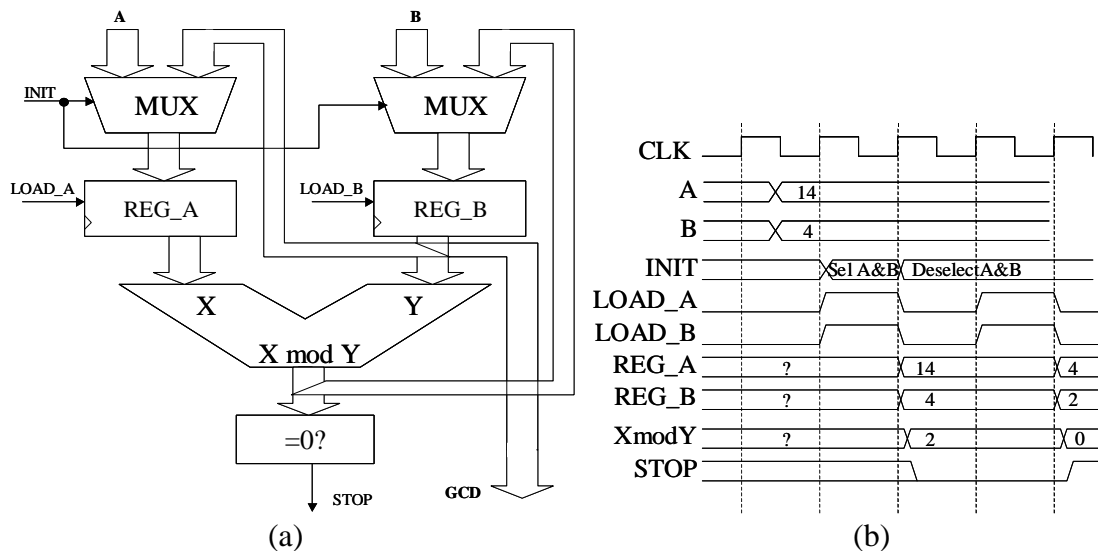 A
B
INIT
MUX
MUX
LOAD_A
LOAD_B
REG_A
REG_B
X
Y
X mod Y
=0?
STOP
GCD
(a)
CLK
A
14
B
4
INIT
Sel A&B
DeselectA&B
LOAD_A
LOAD_B
REG_A
?
14
4
REG_B
?
4
2
XmodY
?
2
0
STOP
(b)